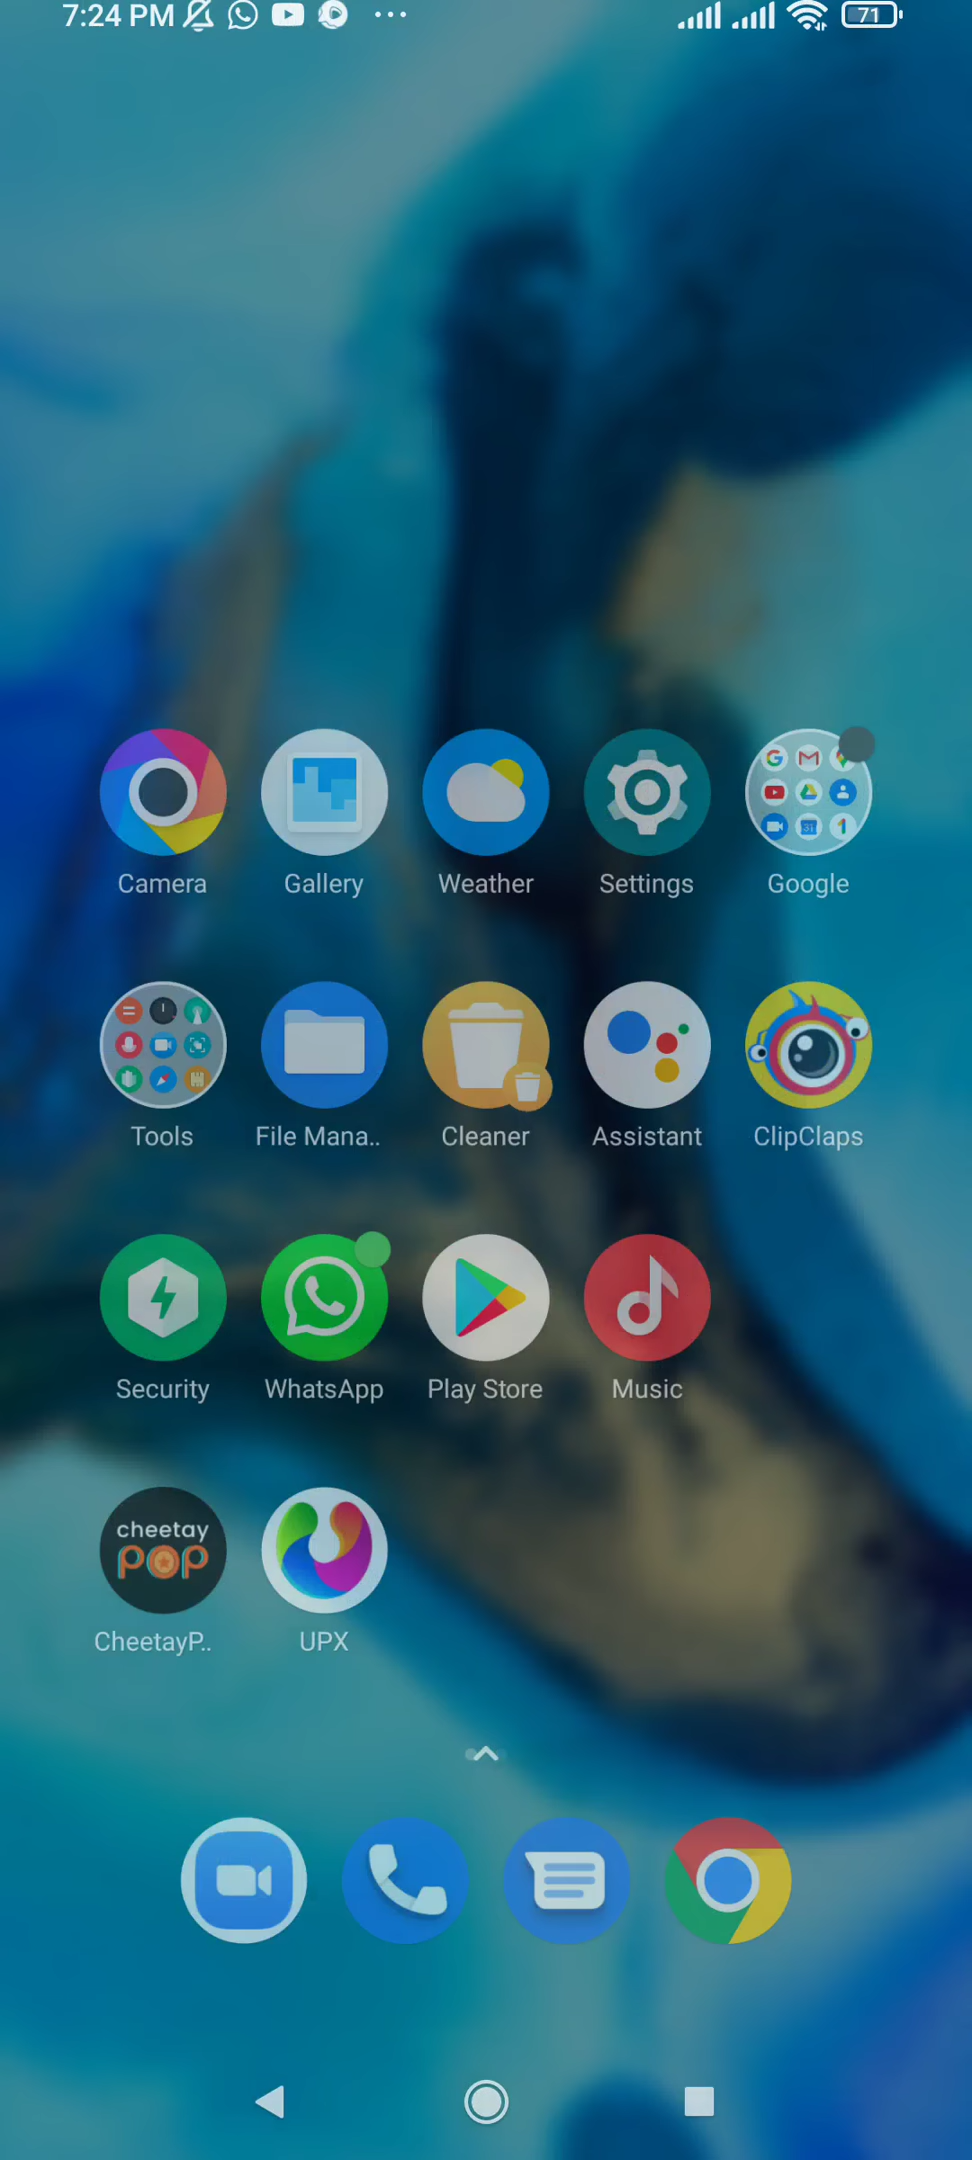 7:24 PM
71
Camera Gallery Weather Settings Google
Tools File Mana.. Cleaner Assistant ClipClaps
Security WhatsApp Play Store Music
cheetay
pop
CheetayP.. UPX